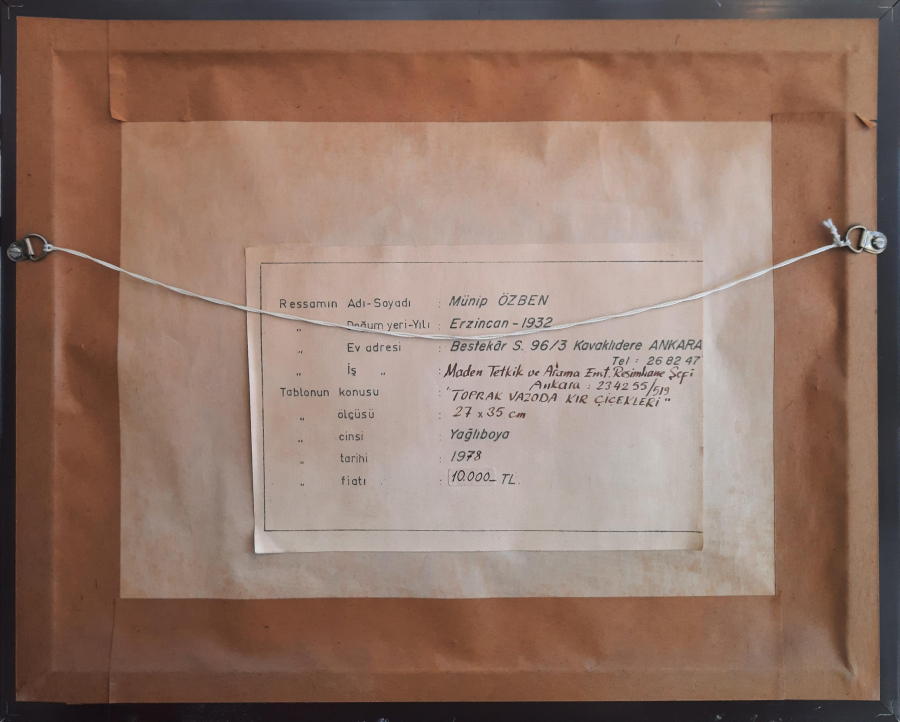 Ressamın Adı-Soyadı : Münip ÖZBEN
„ Doğum yeri-Yılı : Erzincan - 1932
„ Ev adresi : Bestekâr S. 96/3 Kavaklıdere ANKARA
Tel : 26 82 47
„ İş „ : Maden Tetkik ve Arama Enst. Resimhane Şefi
Ankara : 23 42 55/519
Tablonun konusu : "TOPRAK VAZODA KIR ÇİÇEKLERİ"
„ ölçüsü : 27 x 35 cm
„ cinsi : Yağlıboya
„ tarihi : 1978
„ fiatı : 10.000_ TL.